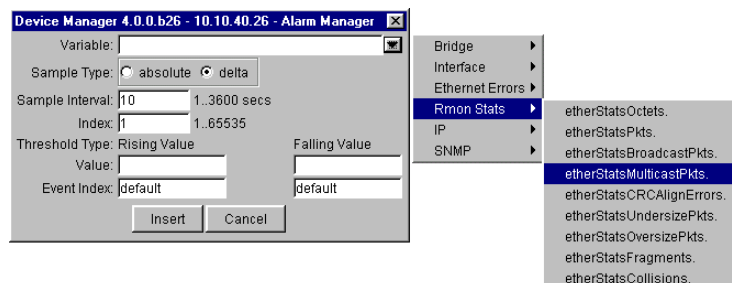 Device Manager 4.0.0.b26 - 10.10.40.26 - Alarm Manager
Variable:
Sample Type: absolute delta
Sample Interval: 10 1..3600 secs
Index: 1 1..65535
Threshold Type: Rising Value Falling Value
Value:
Event Index: default default
Insert Cancel
Bridge
Interface
Ethernet Errors
Rmon Stats
IP
SNMP
etherStatsOctets.
etherStatsPkts.
etherStatsBroadcastPkts.
etherStatsMulticastPkts.
etherStatsCRCAlignErrors.
etherStatsUndersizePkts.
etherStatsOversizePkts.
etherStatsFragments.
etherStatsCollisions.